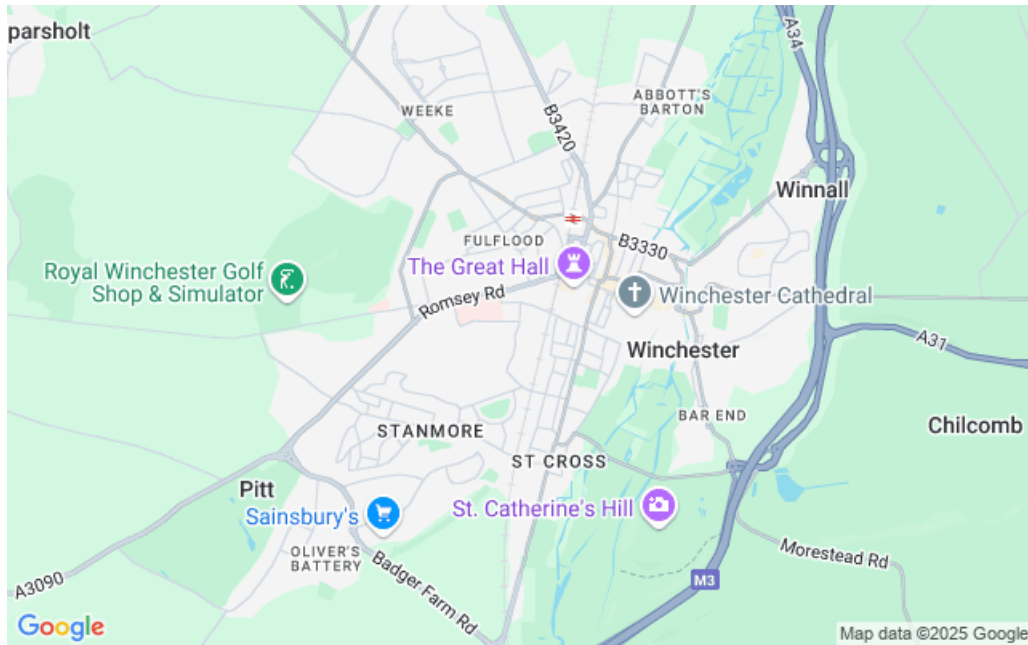 parsholt
A34
WEEKE
B3420
ABBOTT'S
BARTON
Winnall
FULFLOOD
B3330
The Great Hall
Royal Winchester Golf
Shop & Simulator
Romsey Rd
Winchester Cathedral
A31
Winchester
BAR END
Chilcomb
STANMORE
ST CROSS
Pitt
Sainsbury's
St. Catherine's Hill
OLIVER'S
BATTERY
Badger Farm Rd
Morestead Rd
A3090
M3
Google
Map data ©2025 Google